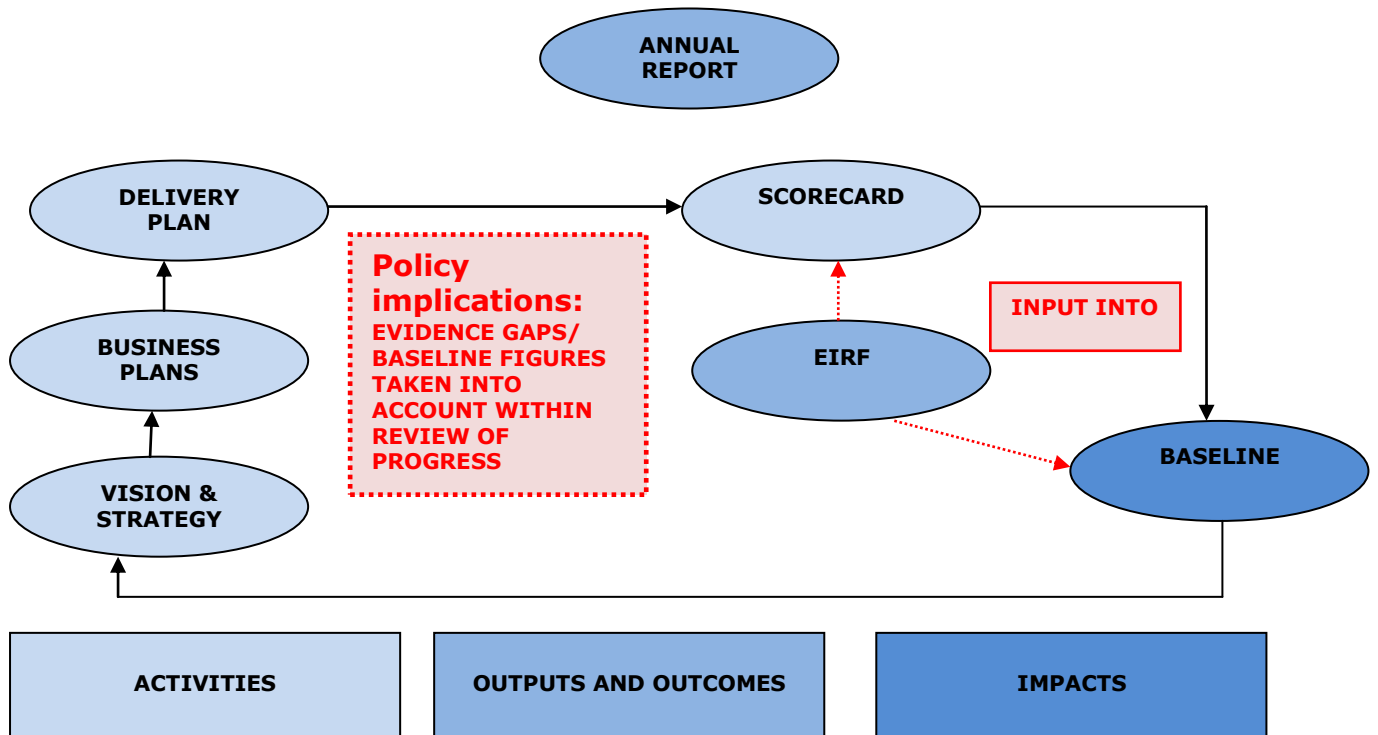 ANNUAL
REPORT
DELIVERY
PLAN
SCORECARD
Policy
implications:
EVIDENCE GAPS/
BASELINE FIGURES
TAKEN INTO
ACCOUNT WITHIN
REVIEW OF
PROGRESS
INPUT INTO
BUSINESS
PLANS
EIRF
BASELINE
VISION &
STRATEGY
ACTIVITIES
OUTPUTS AND OUTCOMES
IMPACTS